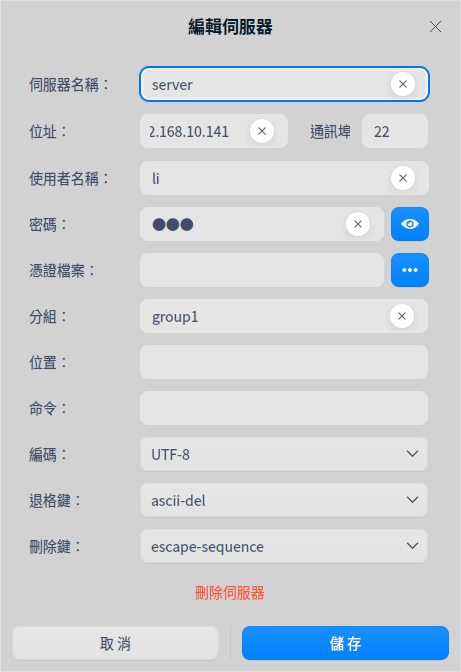 編輯伺服器
伺服器名稱：
server
位址：
2.168.10.141
通訊埠
22
使用者名稱：
li
密碼：
●●●
憑證檔案：
分組：
group1
位置：
命令：
編碼：
UTF-8
退格鍵：
ascii-del
刪除鍵：
escape-sequence
刪除伺服器
取消
儲存